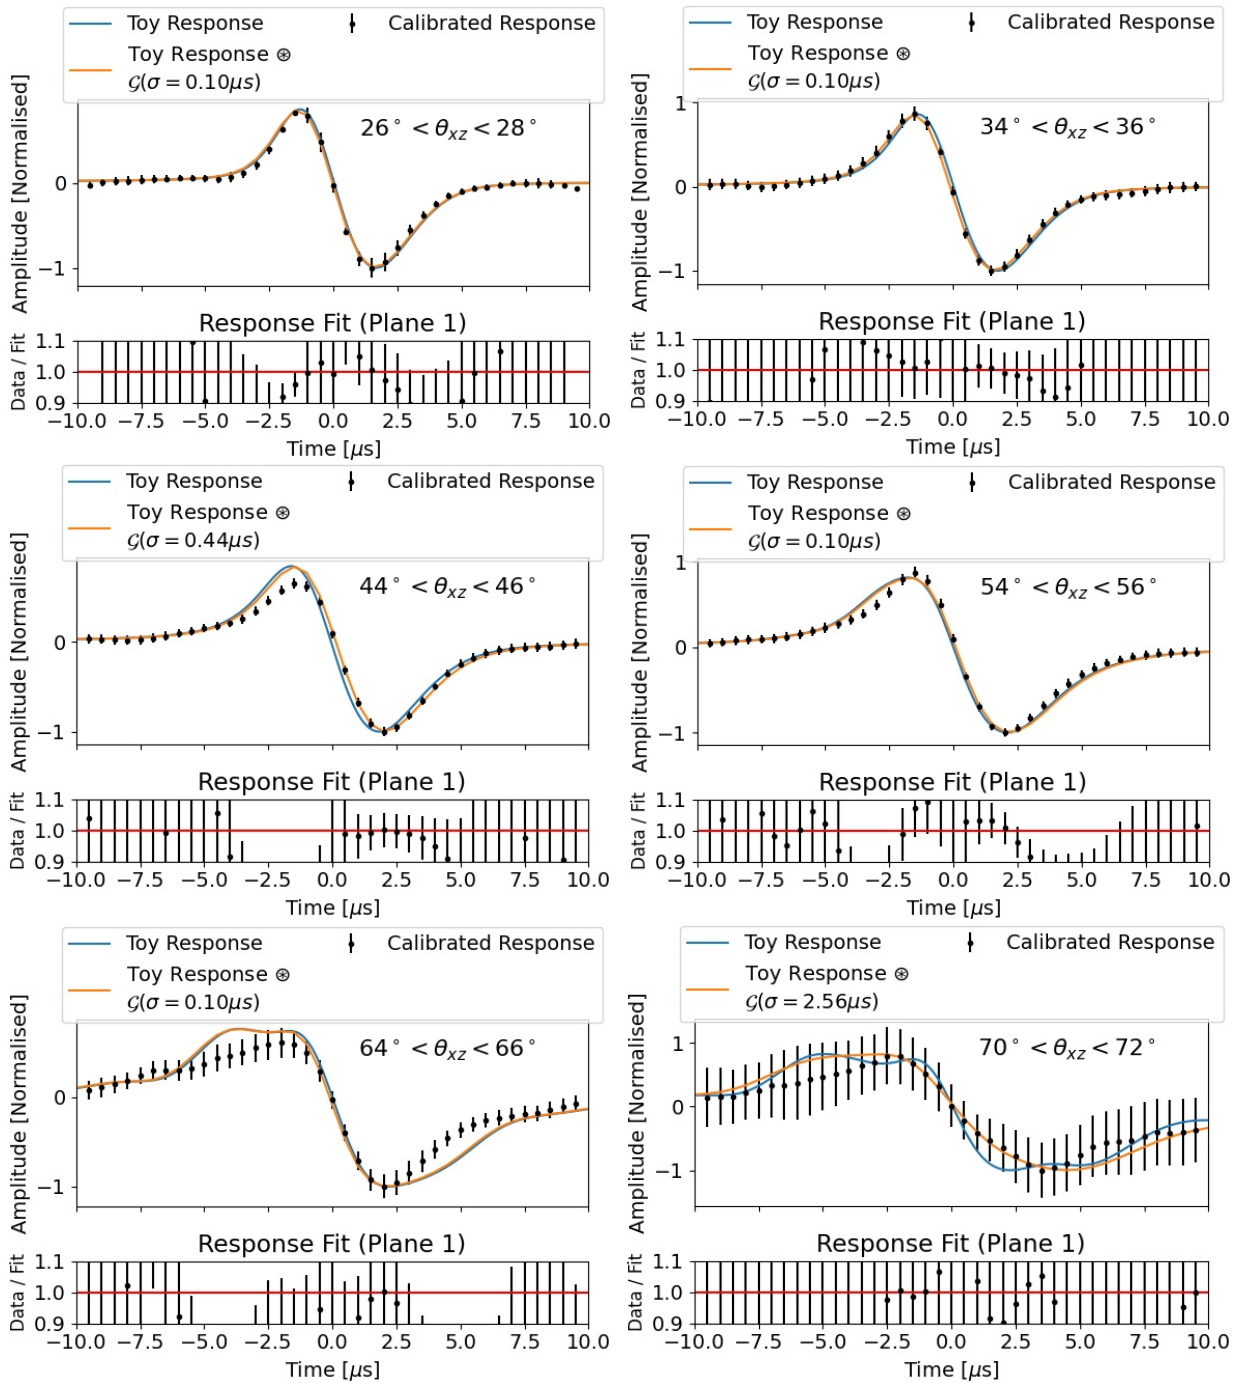 Toy Response
Calibrated Response
Toy Response ⊛
𝒢(σ = 0.10μs)
Amplitude [Normalised]
0
−1
26° < θxz < 28°
Response Fit (Plane 1)
Data / Fit
1.1
1.0
0.9
−10.0 −7.5 −5.0 −2.5 0.0 2.5 5.0 7.5 10.0
Time [μs]
Toy Response
Calibrated Response
Toy Response ⊛
𝒢(σ = 0.10μs)
Amplitude [Normalised]
1
0
−1
34° < θxz < 36°
Response Fit (Plane 1)
Data / Fit
1.1
1.0
0.9
−10.0 −7.5 −5.0 −2.5 0.0 2.5 5.0 7.5 10.0
Time [μs]
Toy Response
Calibrated Response
Toy Response ⊛
𝒢(σ = 0.44μs)
Amplitude [Normalised]
0
−1
44° < θxz < 46°
Response Fit (Plane 1)
Data / Fit
1.1
1.0
0.9
−10.0 −7.5 −5.0 −2.5 0.0 2.5 5.0 7.5 10.0
Time [μs]
Toy Response
Calibrated Response
Toy Response ⊛
𝒢(σ = 0.10μs)
Amplitude [Normalised]
1
0
−1
54° < θxz < 56°
Response Fit (Plane 1)
Data / Fit
1.1
1.0
0.9
−10.0 −7.5 −5.0 −2.5 0.0 2.5 5.0 7.5 10.0
Time [μs]
Toy Response
Calibrated Response
Toy Response ⊛
𝒢(σ = 0.10μs)
Amplitude [Normalised]
0
−1
64° < θxz < 66°
Response Fit (Plane 1)
Data / Fit
1.1
1.0
0.9
−10.0 −7.5 −5.0 −2.5 0.0 2.5 5.0 7.5 10.0
Time [μs]
Toy Response
Calibrated Response
Toy Response ⊛
𝒢(σ = 2.56μs)
Amplitude [Normalised]
1
0
−1
70° < θxz < 72°
Response Fit (Plane 1)
Data / Fit
1.1
1.0
0.9
−10.0 −7.5 −5.0 −2.5 0.0 2.5 5.0 7.5 10.0
Time [μs]